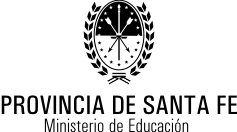 PROVINCIA DE SANTA FE
Ministerio de Educación